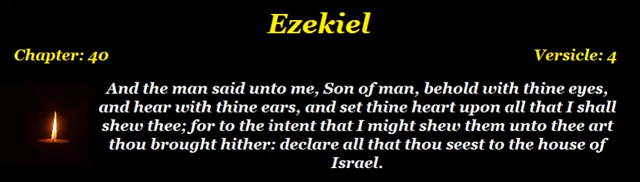 Ezekiel
Chapter: 40
Versicle: 4
And the man said unto me, Son of man, behold with thine eyes,
and hear with thine ears, and set thine heart upon all that I shall
shew thee; for to the intent that I might shew them unto thee art
thou brought hither: declare all that thou seest to the house of
Israel.